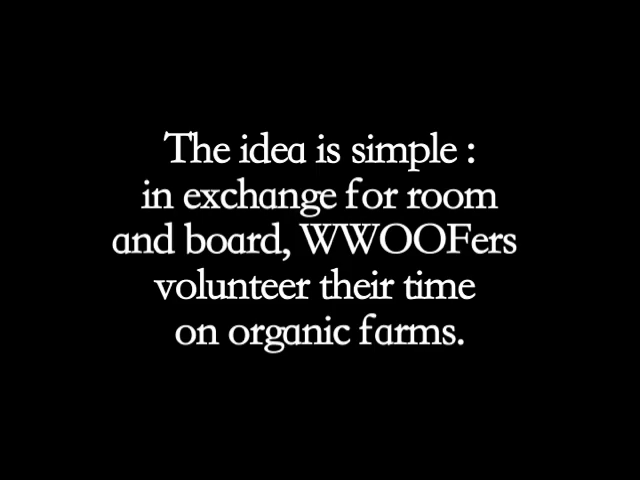 The idea is simple :
in exchange for room
and board, WWOOFers
volunteer their time
on organic farms.